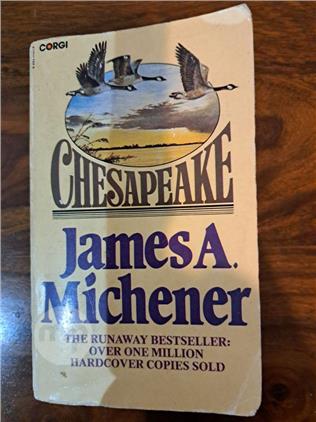 CORGI
CHESAPEAKE
James A.
Michener
THE RUNAWAY BESTSELLER:
OVER ONE MILLION
HARDCOVER COPIES SOLD